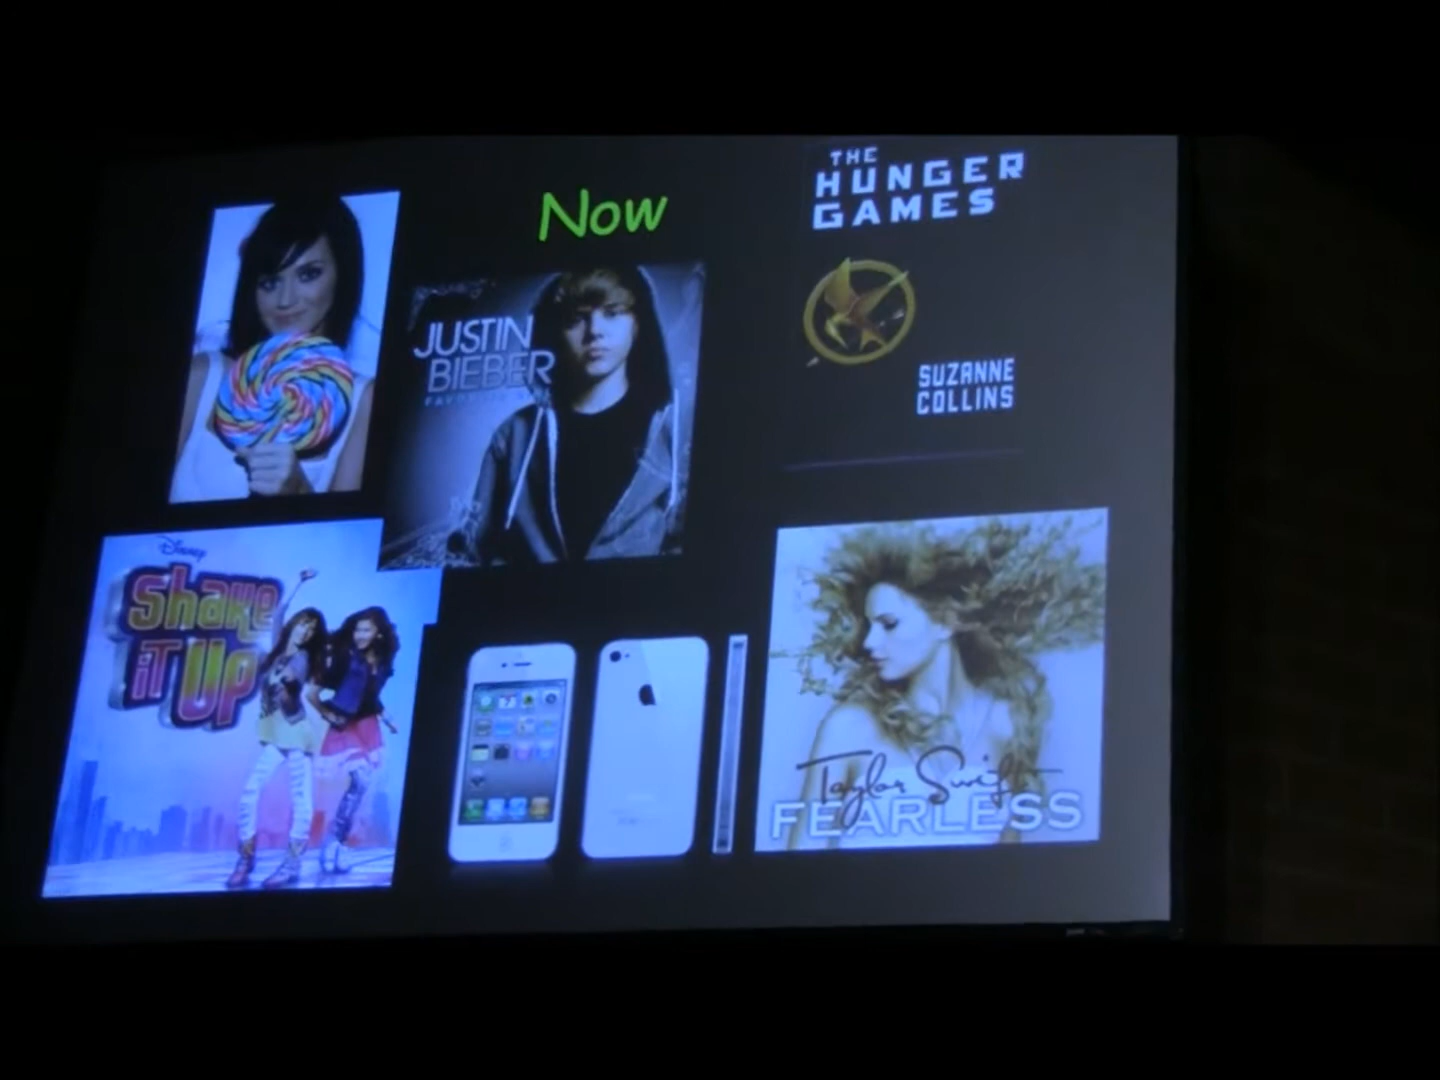 Now
THE
HUNGER
GAMES
JUSTIN
BIEBER
SUZANNE
COLLINS
Disney
Shake
it Up
Taylor Swift
FEARLESS